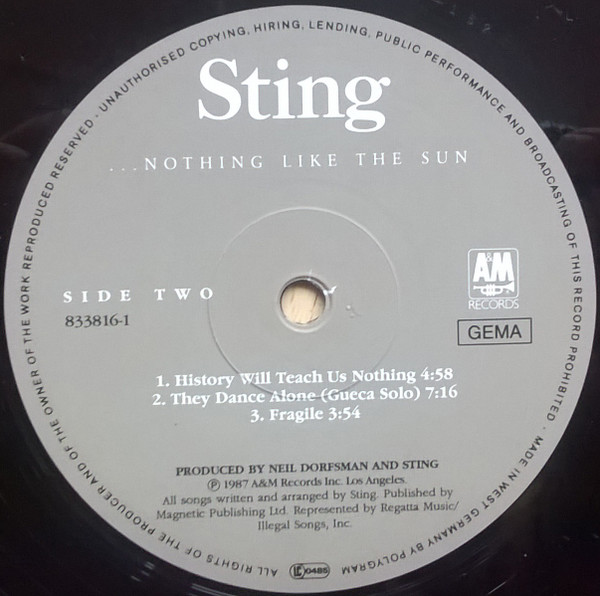 Sting
...NOTHING LIKE THE SUN
SIDE TWO
833816-1
A&M
RECORDS
GEMA
1. History Will Teach Us Nothing 4:58
2. They Dance Alone (Gueca Solo) 7:16
3. Fragile 3:54
PRODUCED BY NEIL DORFSMAN AND STING
Ⓟ 1987 A&M Records Inc. Los Angeles.
All songs written and arranged by Sting. Published by
Magnetic Publishing Ltd. Represented by Regatta Music/
Illegal Songs, Inc.
ALL RIGHTS OF THE PRODUCER AND OF THE OWNER OF THE WORK REPRODUCED RESERVED · UNAUTHORISED COPYING, HIRING, LENDING, PUBLIC PERFORMANCE AND BROADCASTING OF THIS RECORD PROHIBITED · MADE IN WEST GERMANY BY POLYGRAM
LC 0485